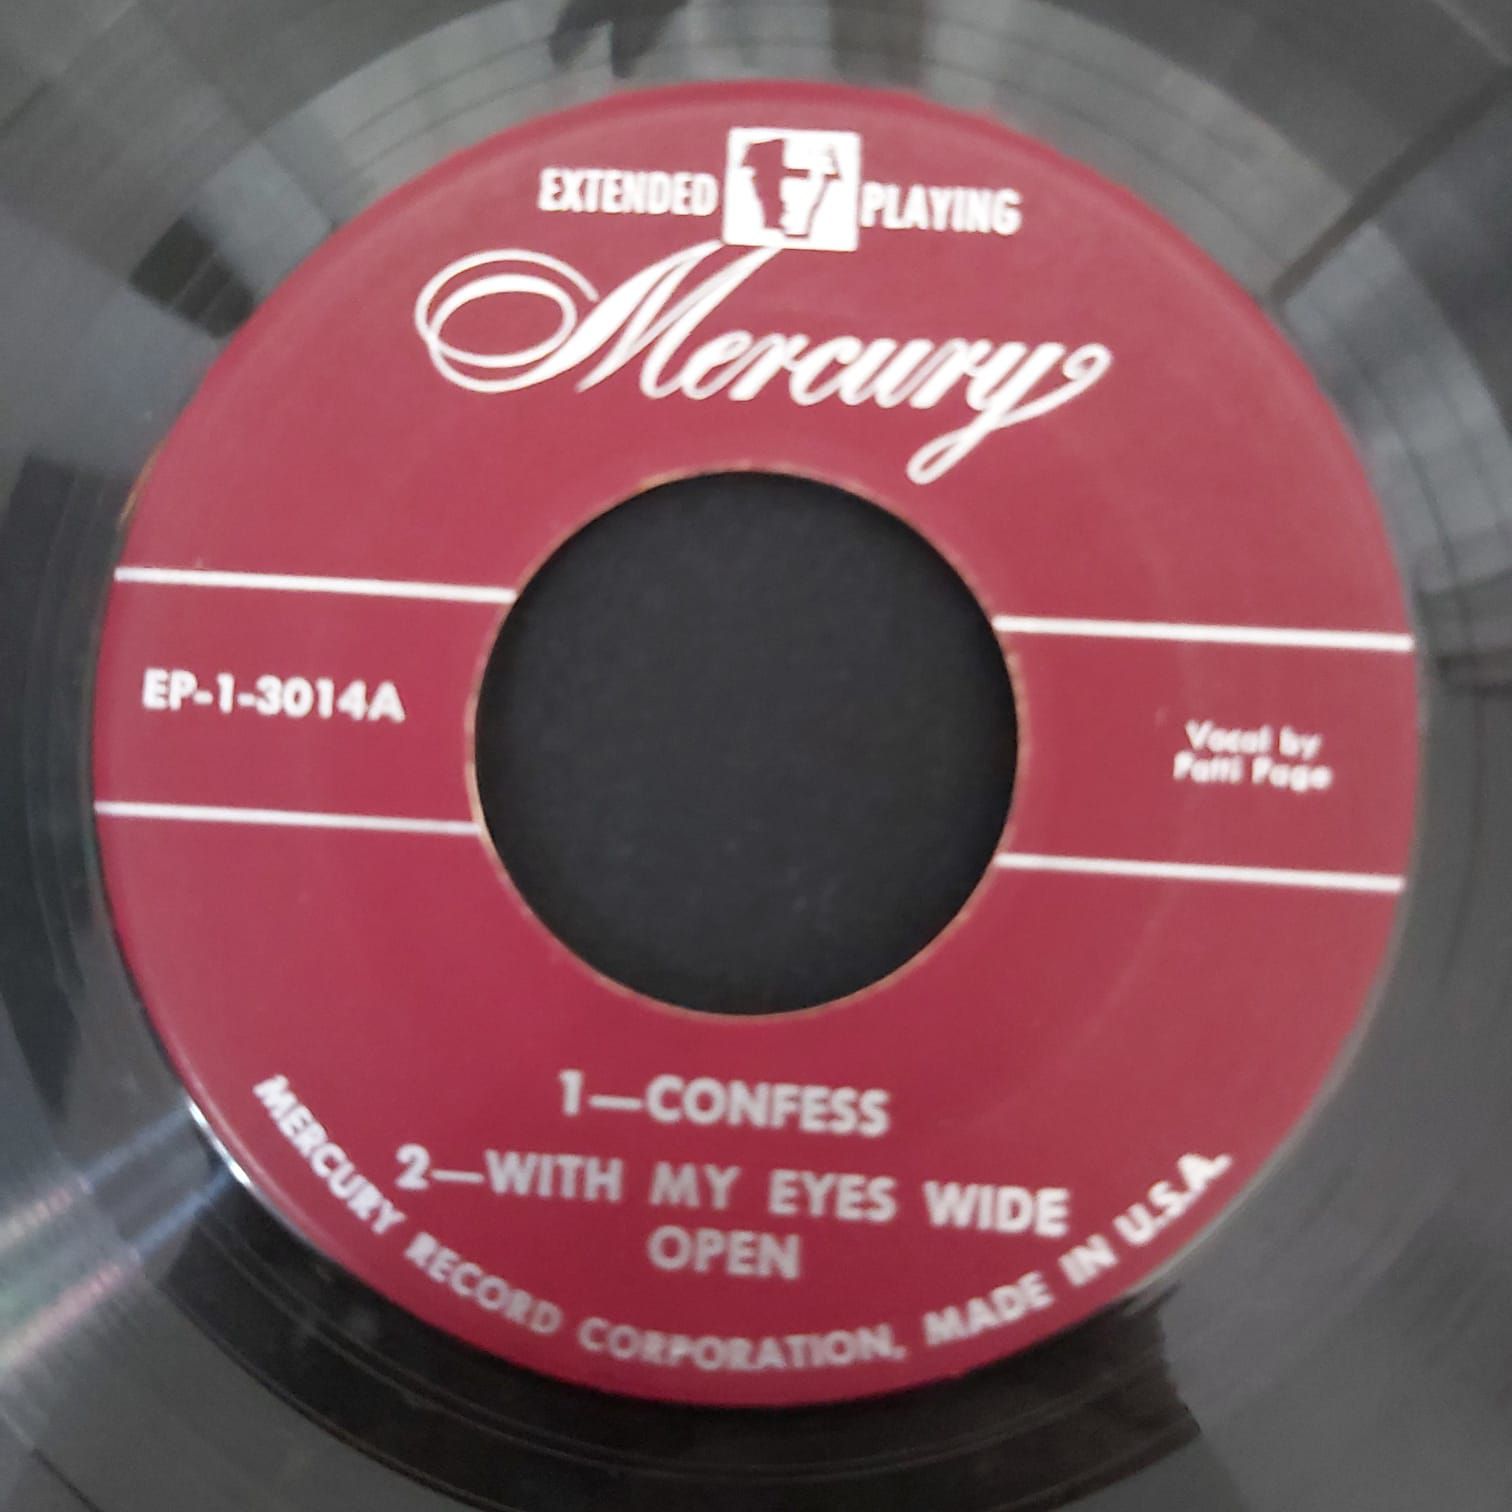 EXTENDED PLAYING
Mercury
EP-1-3014A
Vocal by
Patti Page
1—CONFESS
2—WITH MY EYES WIDE
OPEN
MERCURY RECORD CORPORATION, MADE IN U.S.A.